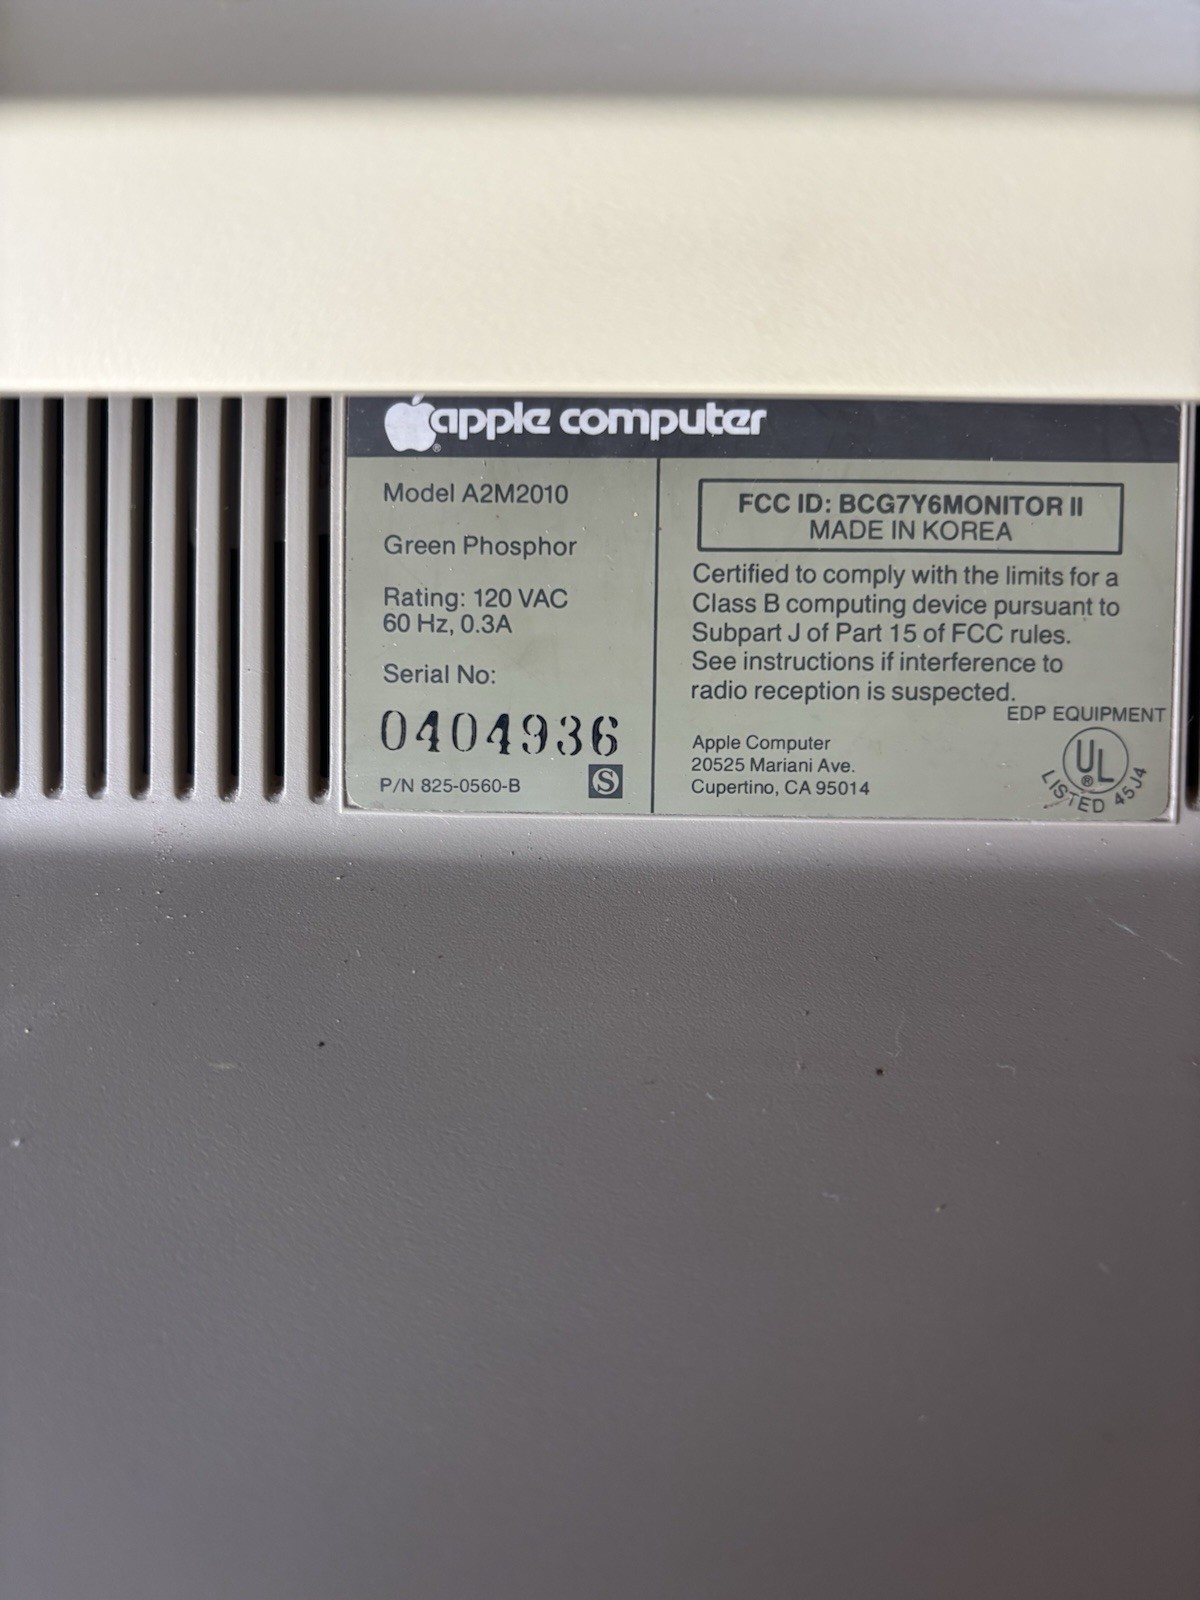 apple computer
®
Model A2M2010
Green Phosphor
Rating: 120 VAC
60 Hz, 0.3A
Serial No:
0404936
P/N 825-0560-B
S
FCC ID: BCG7Y6MONITOR II
MADE IN KOREA
Certified to comply with the limits for a
Class B computing device pursuant to
Subpart J of Part 15 of FCC rules.
See instructions if interference to
radio reception is suspected.
EDP EQUIPMENT
Apple Computer
20525 Mariani Ave.
Cupertino, CA 95014
UL
®
LISTED 45J4